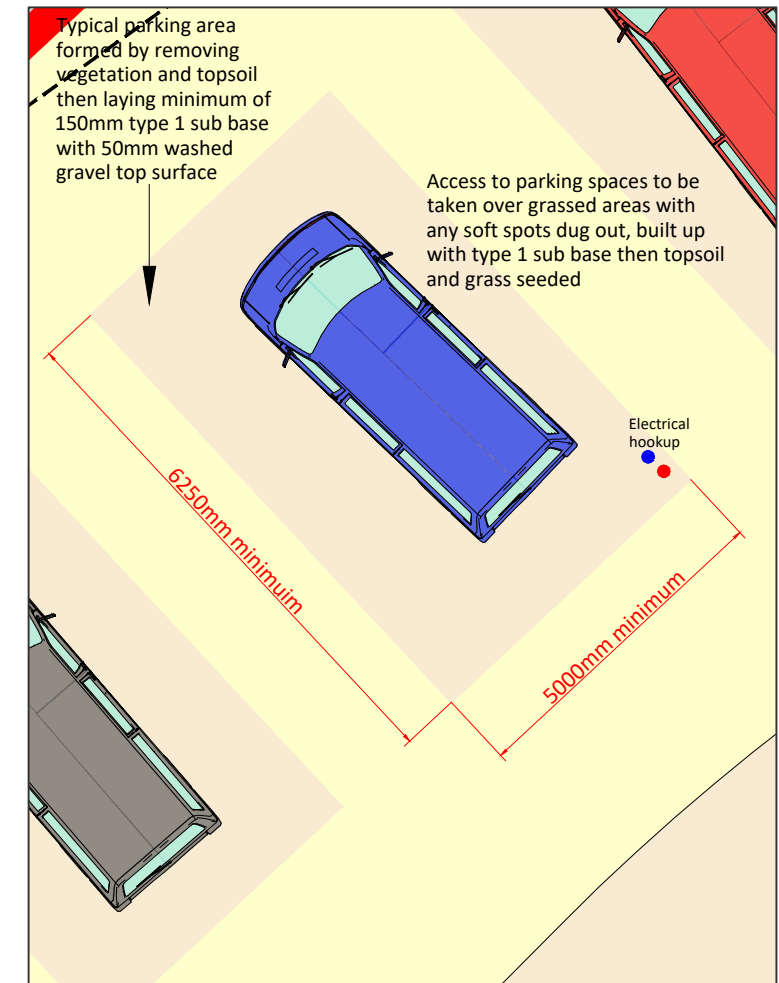 Typical parking area
formed by removing
vegetation and topsoil
then laying minimum of
150mm type 1 sub base
with 50mm washed
gravel top surface
Access to parking spaces to be
taken over grassed areas with
any soft spots dug out, built up
with type 1 sub base then topsoil
and grass seeded
Electrical
hookup
6250mm minimuim
5000mm minimum